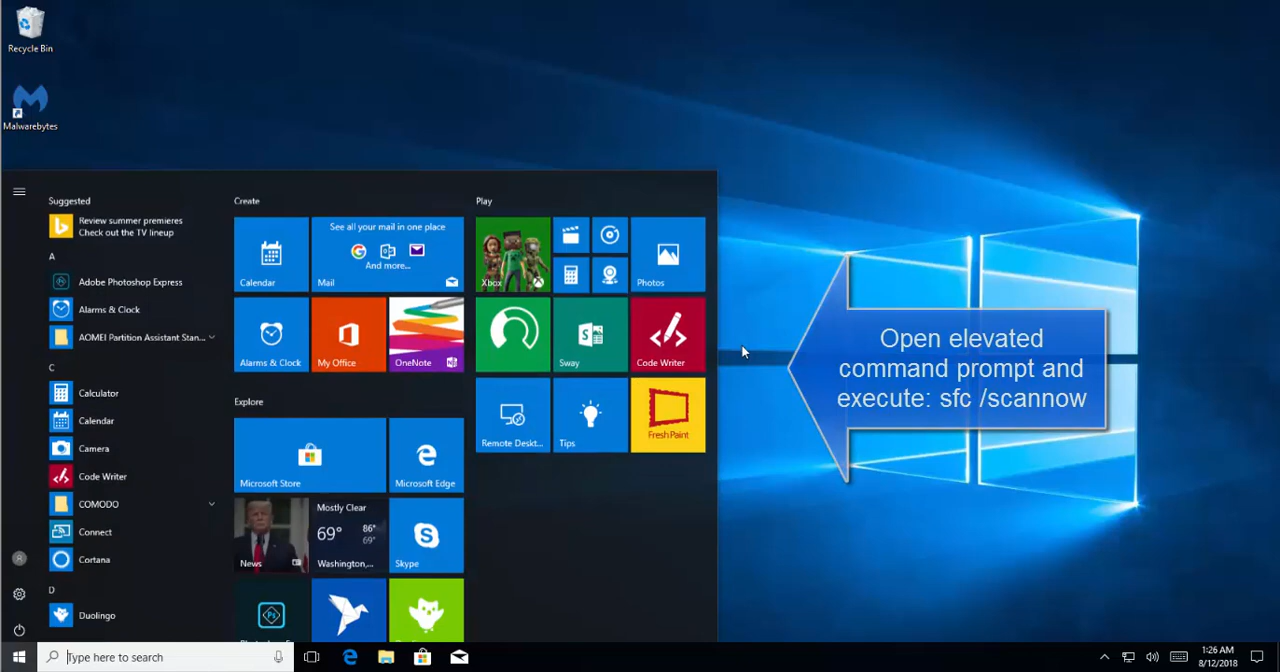 Recycle Bin
Malwarebytes
Suggested
Review summer premieres
Check out the TV lineup
A
Adobe Photoshop Express
Alarms & Clock
AOMEI Partition Assistant Stan...
C
Calculator
Calendar
Camera
Code Writer
COMODO
Connect
Cortana
D
Duolingo
Create
Calendar
See all your mail in one place
And more...
Mail
Alarms & Clock
My Office
OneNote
Explore
Microsoft Store
Microsoft Edge
News
Mostly Clear
69°
86°
69°
Washington,...
Skype
Play
Xbox
Photos
Sway
Code Writer
Remote Deskt...
Tips
Fresh Paint
Open elevated
command prompt and
execute: sfc /scannow
Type here to search
1:26 AM
8/12/2018